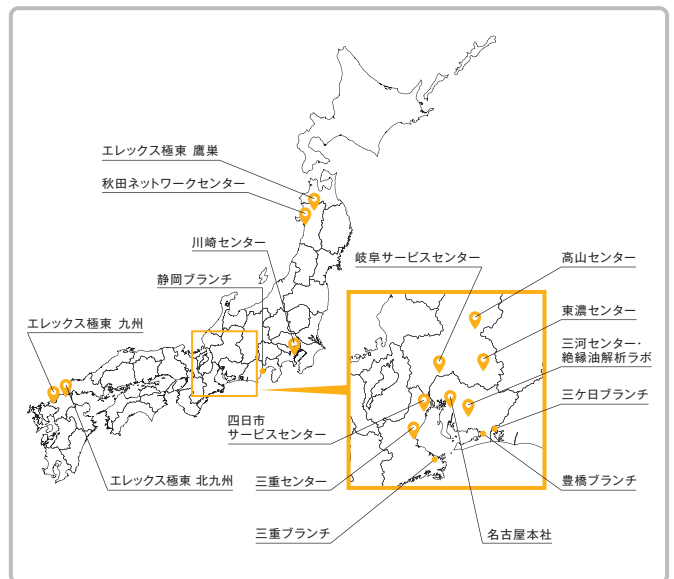 エレックス極東 鷹巣
秋田ネットワークセンター
川崎センター
静岡ブランチ
エレックス極東 九州
エレックス極東 北九州
岐阜サービスセンター
高山センター
東濃センター
三河センター・
絶縁油解析ラボ
三ケ日ブランチ
豊橋ブランチ
名古屋本社
四日市
サービスセンター
三重センター
三重ブランチ